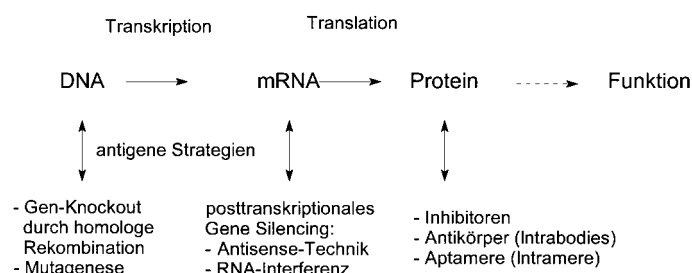 Transkription Translation
DNA mRNA Protein Funktion
antigene Strategien
- Gen-Knockout
durch homologe
Rekombination
- Mutagenese
posttranskriptionales
Gene Silencing:
- Antisense-Technik
- RNA-Interferenz
- Inhibitoren
- Antikörper (Intrabodies)
- Aptamere (Intramere)